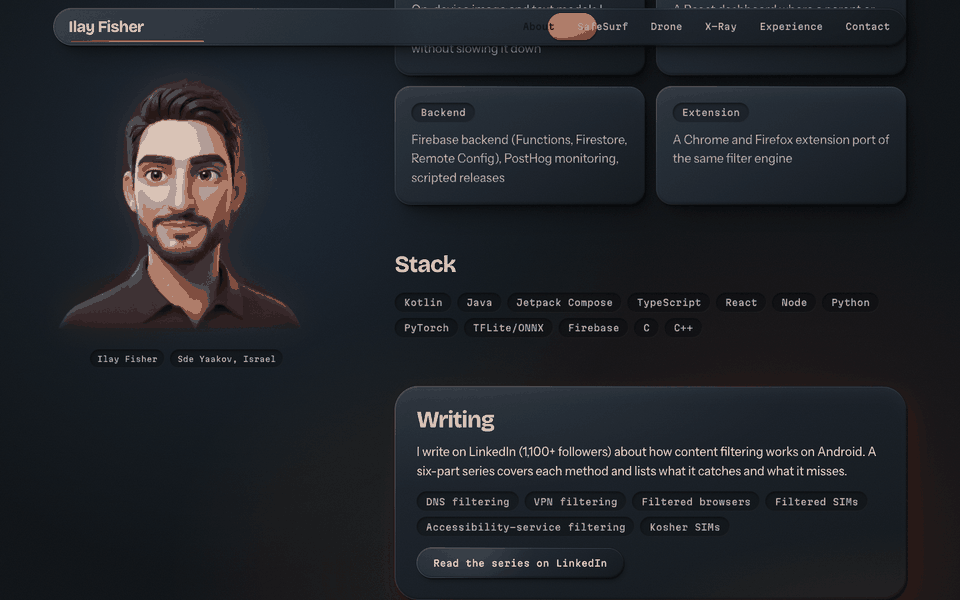 Ilay Fisher
About SafeSurf Drone X-Ray Experience Contact
without slowing it down
Backend
Firebase backend (Functions, Firestore,
Remote Config), PostHog monitoring,
scripted releases
Extension
A Chrome and Firefox extension port of
the same filter engine
Stack
Kotlin Java Jetpack Compose TypeScript React Node Python
PyTorch TFLite/ONNX Firebase C C++
Ilay Fisher Sde Yaakov, Israel
Writing
I write on LinkedIn (1,100+ followers) about how content filtering works on Android. A
six-part series covers each method and lists what it catches and what it misses.
DNS filtering VPN filtering Filtered browsers Filtered SIMs
Accessibility-service filtering Kosher SIMs
Read the series on LinkedIn